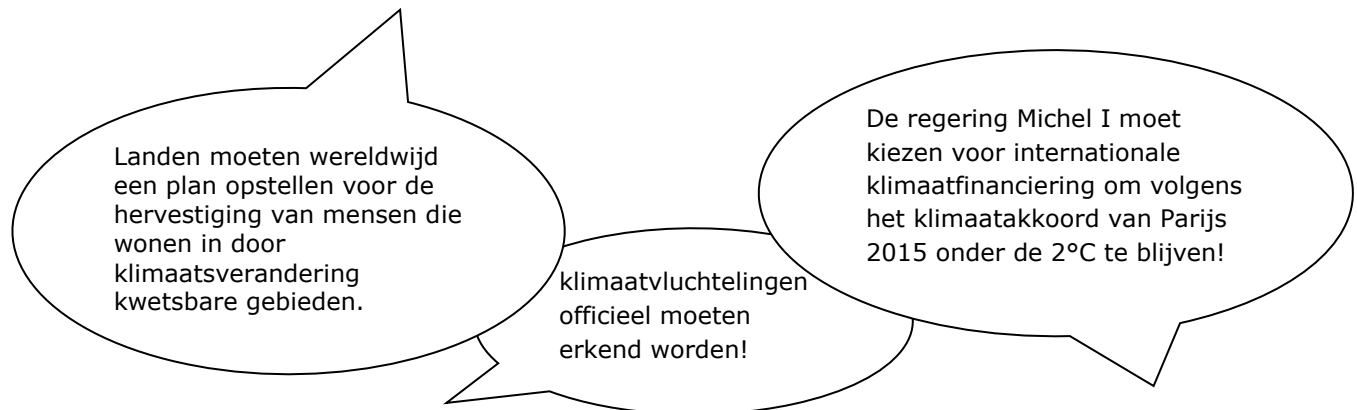 Landen moeten wereldwijd
een plan opstellen voor de
hervestiging van mensen die
wonen in door
klimaatsverandering
kwetsbare gebieden.
klimaatvluchtelingen
officieel moeten
erkend worden!
De regering Michel I moet
kiezen voor internationale
klimaatfinanciering om volgens
het klimaatakkoord van Parijs
2015 onder de 2°C te blijven!